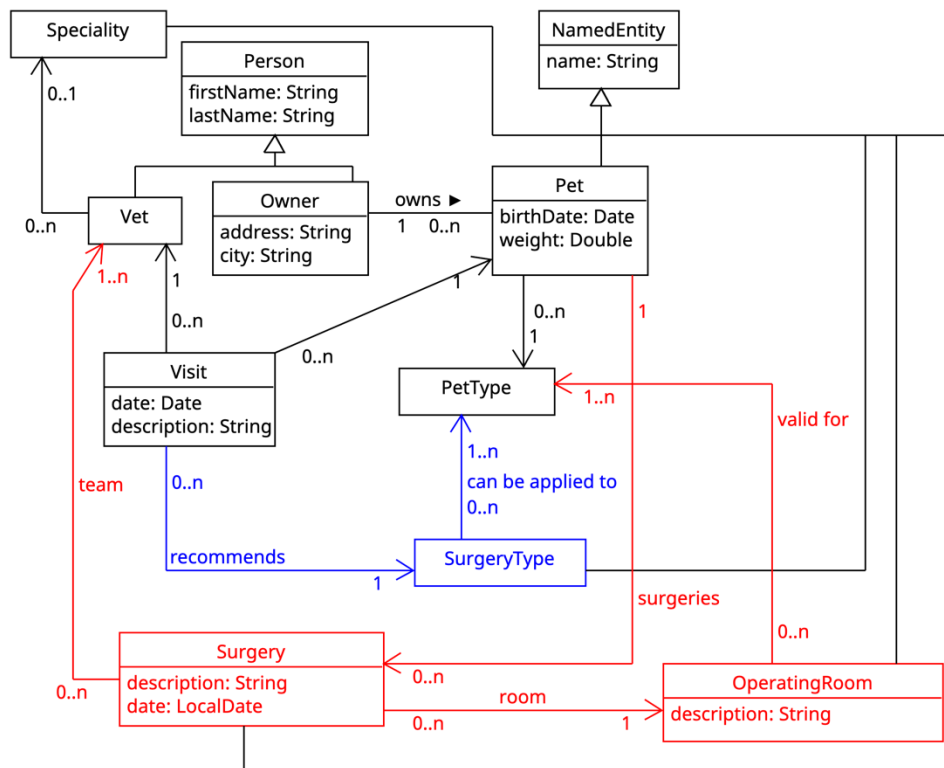 Speciality
NamedEntity
name: String
Person
firstName: String
lastName: String
0..1
Pet
birthDate: Date
weight: Double
Owner
address: String
city: String
owns ►
1 0..n
Vet
0..n
1..n
1
0..n
1
0..n
0..n
1
1
Visit
date: Date
description: String
PetType
1..n
valid for
0..n
1..n
can be applied to
0..n
team
recommends
1
SurgeryType
surgeries
0..n
Surgery
description: String
date: LocalDate
0..n
0..n
room
0..n
1
OperatingRoom
description: String